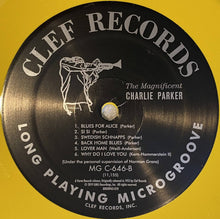 CLEF RECORDS
The Magnificent
CHARLIE PARKER
1. BLUES FOR ALICE (Parker)
2. SI SI (Parker)
3. SWEDISH SCHNAPPS (Parker)
4. BACK HOME BLUES (Parker)
5. LOVER MAN (
6. WHY DO I LOVE YOU (Kern-Hammerstein II)
(Under the personal supervision of Norman Granz)
MG C-646-B
(11,158)
LONG PLAYING MICROGROOVE
CLEF RECORDS, INC.